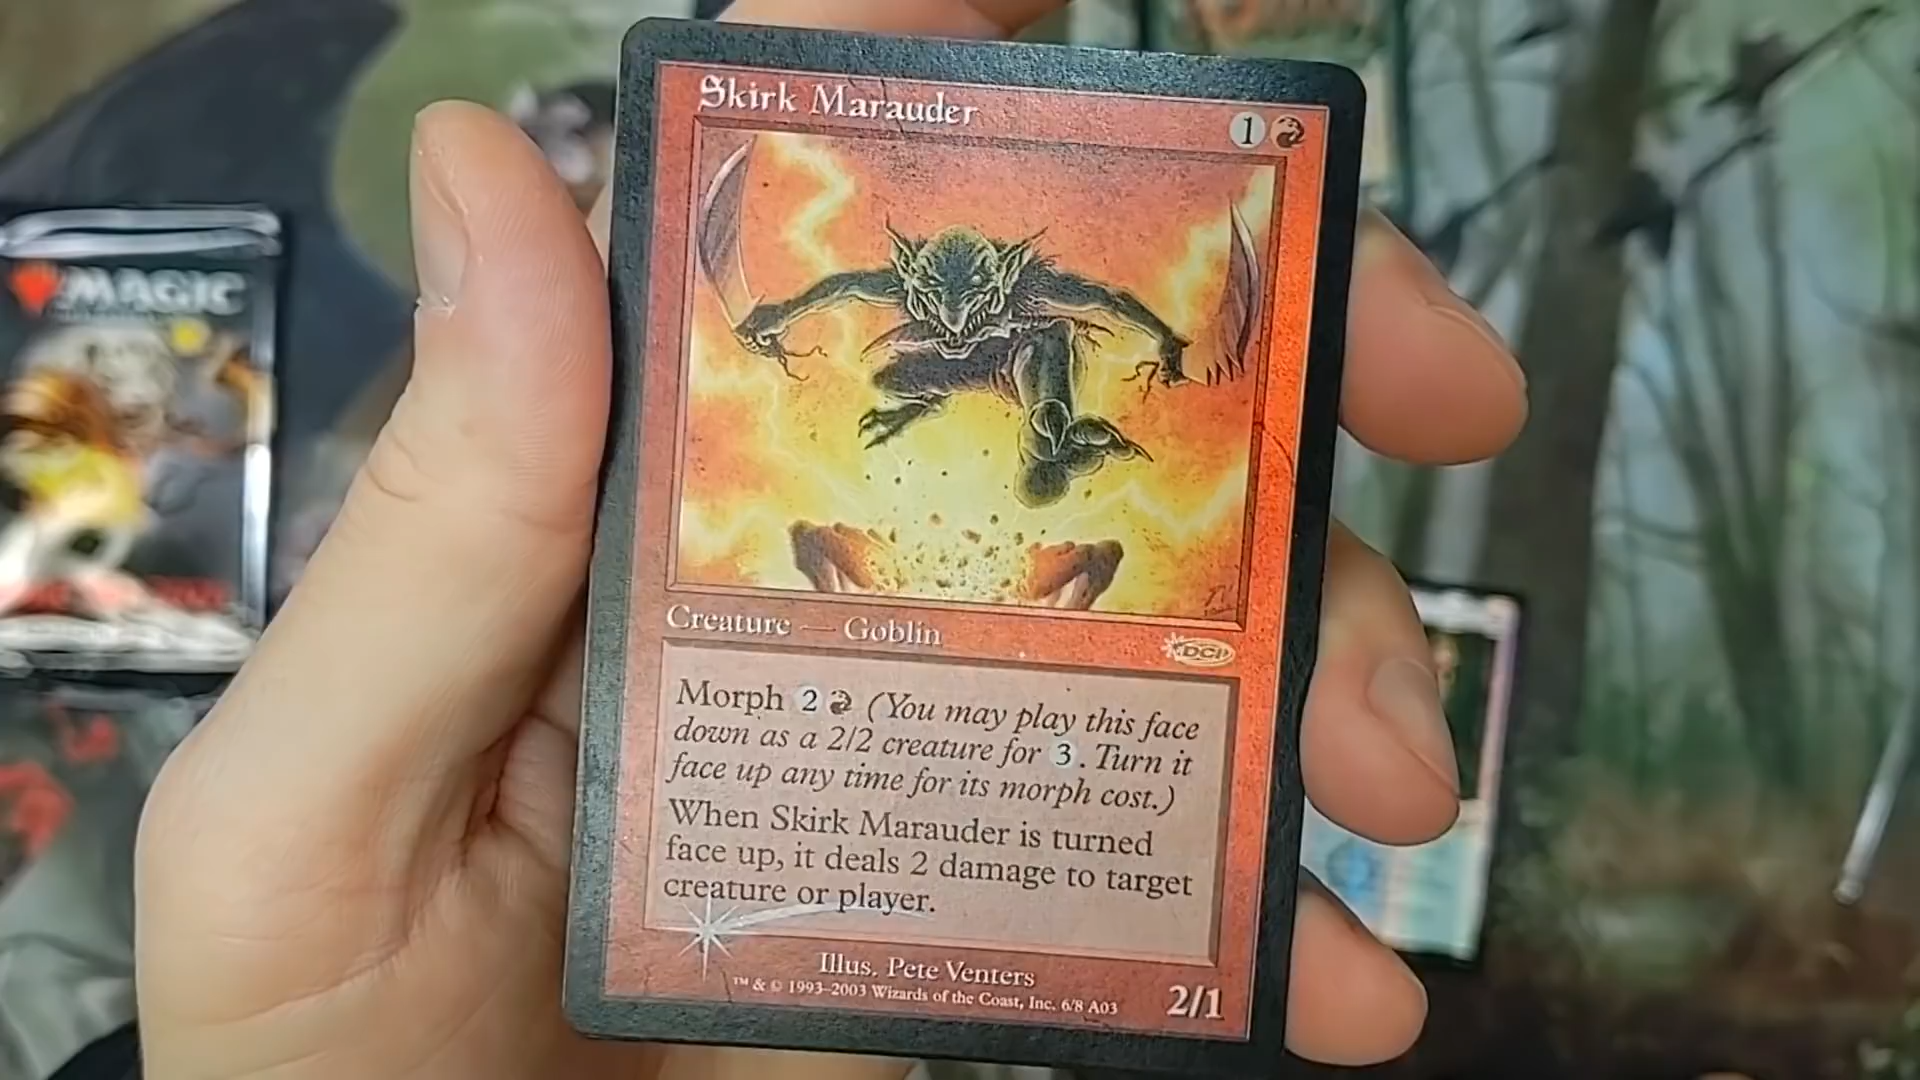 Skirk Marauder
1
MAGIC
Creature — Goblin
DCI
Morph 2 (You may play this face
down as a 2/2 creature for 3. Turn it
face up any time for its morph cost.)
When Skirk Marauder is turned
face up, it deals 2 damage to target
creature or player.
Illus. Pete Venters
™ & © 1993–2003 Wizards of the Coast, Inc. 6/8 A03
2/1